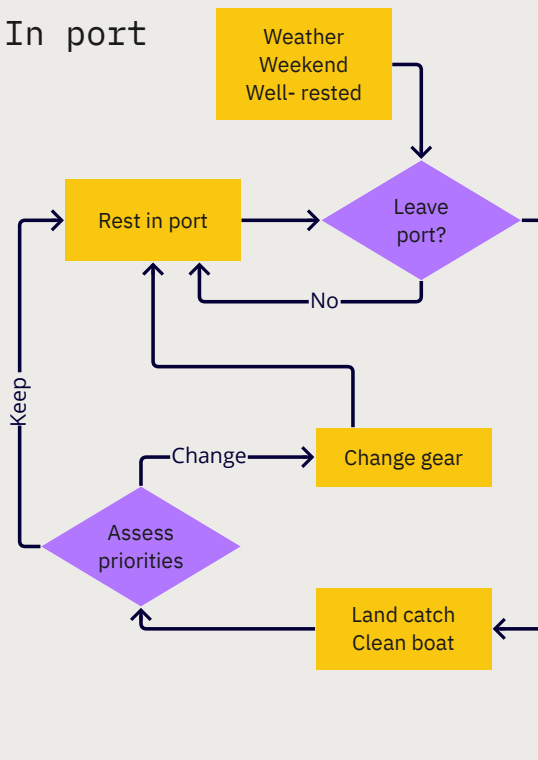 In port
Weather
Weekend
Well- rested
Rest in port
Leave
port?
No
Keep
Change
Change gear
Assess
priorities
Land catch
Clean boat